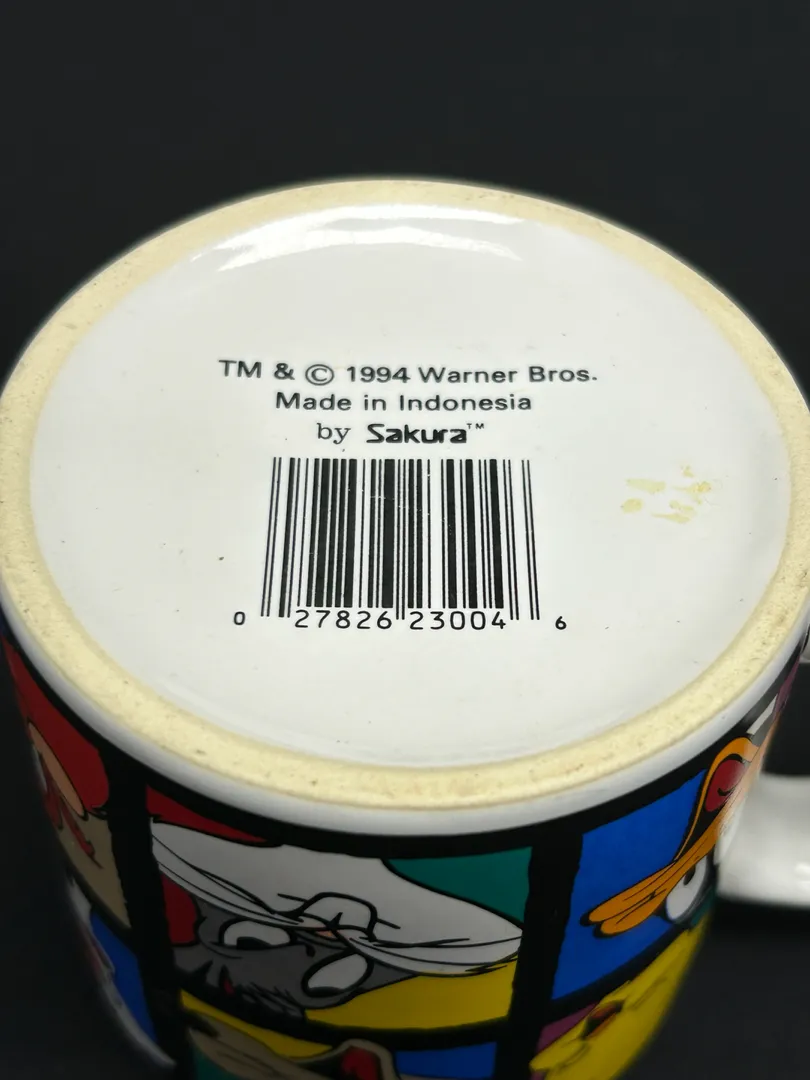 TM & © 1994 Warner Bros.
Made in Indonesia
by Sakura™
0 27826 23004 6